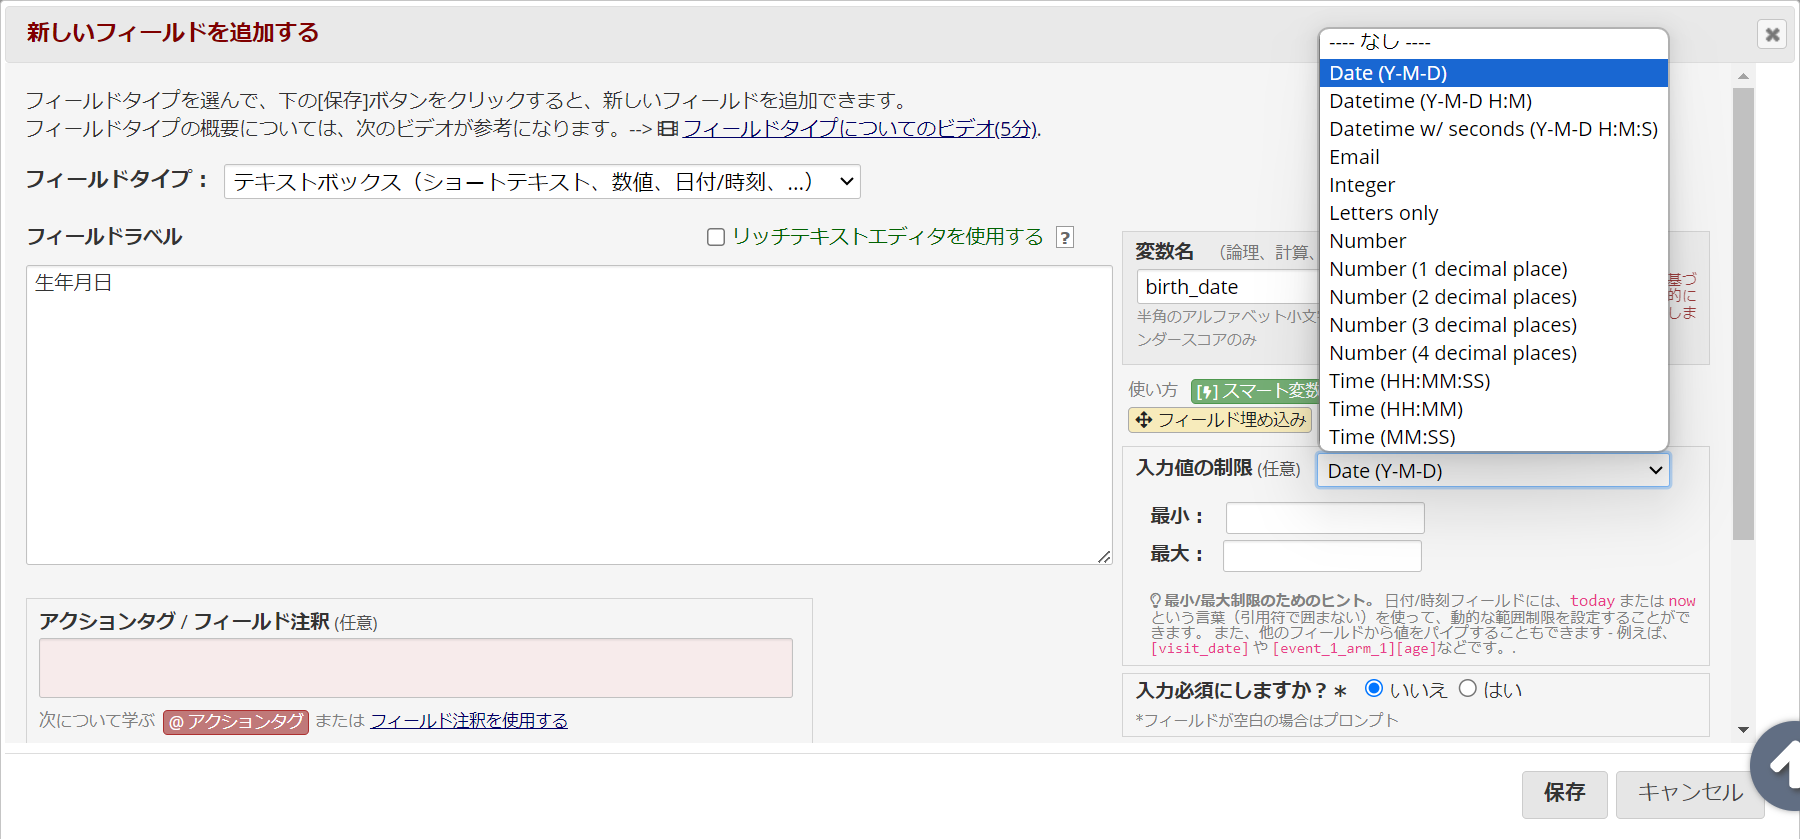 新しいフィールドを追加する
フィールドタイプを選んで、下の[保存]ボタンをクリックすると、新しいフィールドを追加できます。
フィールドタイプの概要については、次のビデオが参考になります。--> フィールドタイプについてのビデオ(5分).
フィールドタイプ： テキストボックス（ショートテキスト、数値、日付/時刻、...）
フィールドラベル
リッチテキストエディタを使用する ?
生年月日
アクションタグ / フィールド注釈 (任意)
次について学ぶ @ アクションタグ または フィールド注釈を使用する
---- なし ----
Date (Y-M-D)
Datetime (Y-M-D H:M)
Datetime w/ seconds (Y-M-D H:M:S)
Email
Integer
Letters only
Number
Number (1 decimal place)
Number (2 decimal places)
Number (3 decimal places)
Number (4 decimal places)
Time (HH:MM:SS)
Time (HH:MM)
Time (MM:SS)
変数名 （論理、計算、
birth_date
基づ
的に
しま
半角のアルファベット小文
ンダースコアのみ
使い方 スマート変数
フィールド埋め込み
入力値の制限 (任意) Date (Y-M-D)
最小：
最大：
最小/最大制限のためのヒント。 日付/時刻フィールドには、today または now
という言葉（引用符で囲まない）を使って、動的な範囲制限を設定することがで
きます。 また、他のフィールドから値をパイプすることもできます - 例えば、
[visit_date] や [event_1_arm_1][age]などです。.
入力必須にしますか？* いいえ はい
*フィールドが空白の場合はプロンプト
保存 キャンセル